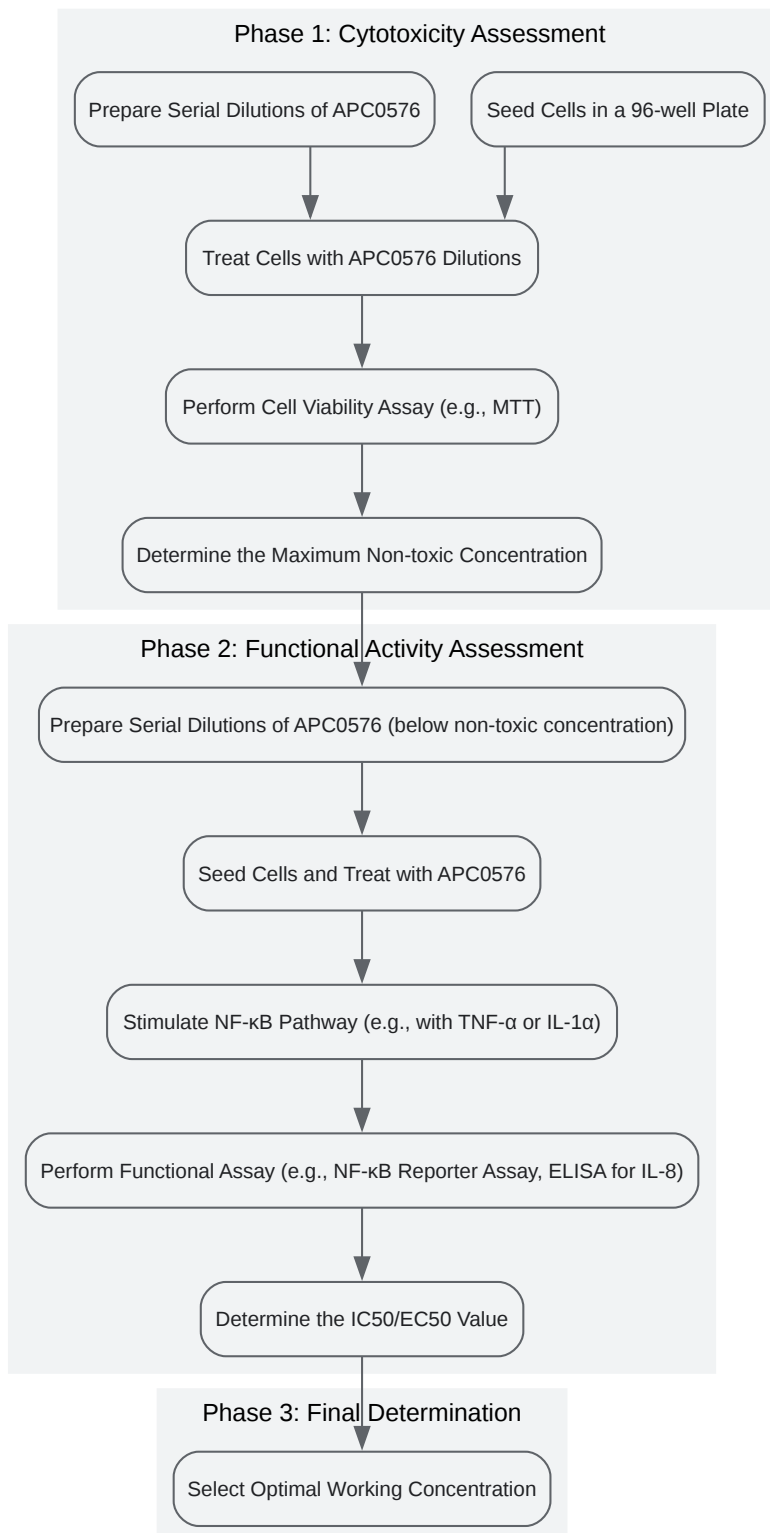 Phase 1: Cytotoxicity Assessment
Prepare Serial Dilutions of APC0576
Seed Cells in a 96-well Plate
Treat Cells with APC0576 Dilutions
Perform Cell Viability Assay (e.g., MTT)
Determine the Maximum Non-toxic Concentration
Phase 2: Functional Activity Assessment
Prepare Serial Dilutions of APC0576 (below non-toxic concentration)
Seed Cells and Treat with APC0576
Stimulate NF-κB Pathway (e.g., with TNF-α or IL-1α)
Perform Functional Assay (e.g., NF-κB Reporter Assay, ELISA for IL-8)
Determine the IC50/EC50 Value
Phase 3: Final Determination
Select Optimal Working Concentration